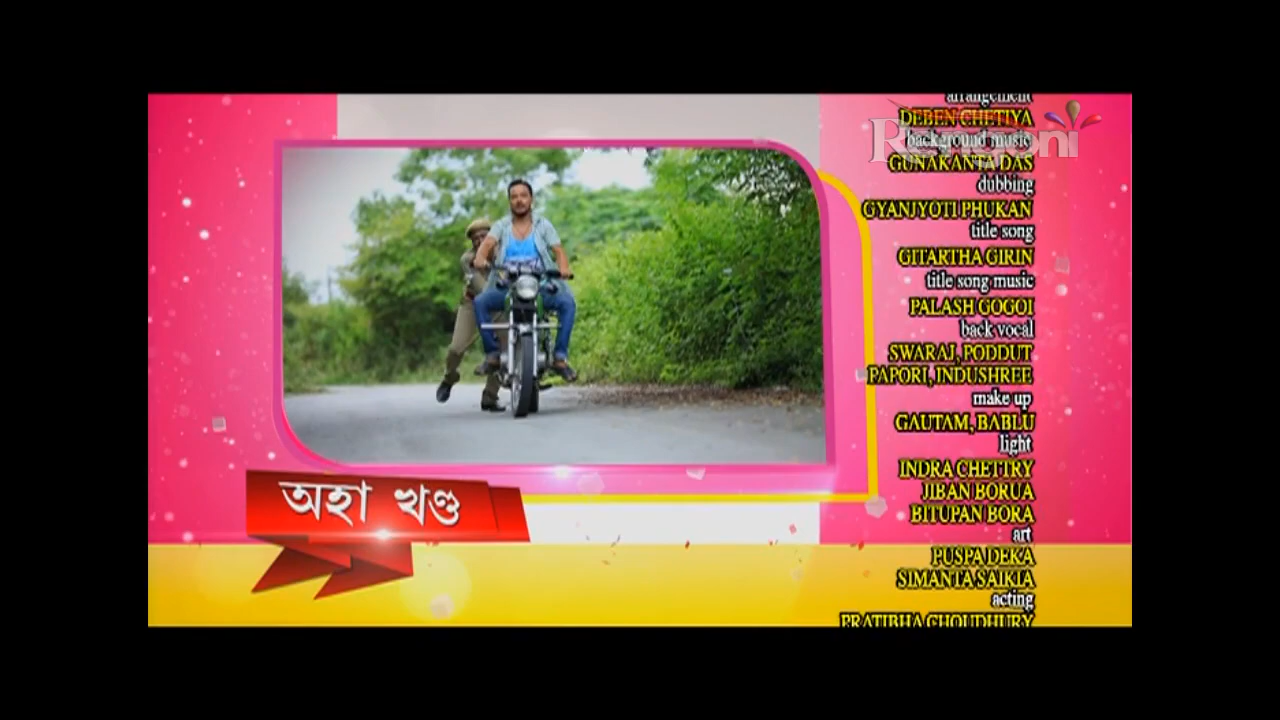 arrangement
DEBEN CHETIYA
Rengoni
background music
GUNAKANTA DAS
dubbing
GYANJYOTI PHUKAN
title song
GITARTHA GIRIN
title song music
PALASH GOGOI
back vocal
SWARAJ, PODDUT
PAPORI, INDUSHREE
make up
GAUTAM, BABLU
light
INDRA CHETTRY
JIBAN BORUA
BITUPAN BORA
art
PUSPA DEKA
SIMANTA SAIKIA
acting
PRATIBHA CHOUDHURY
অহা খণ্ড